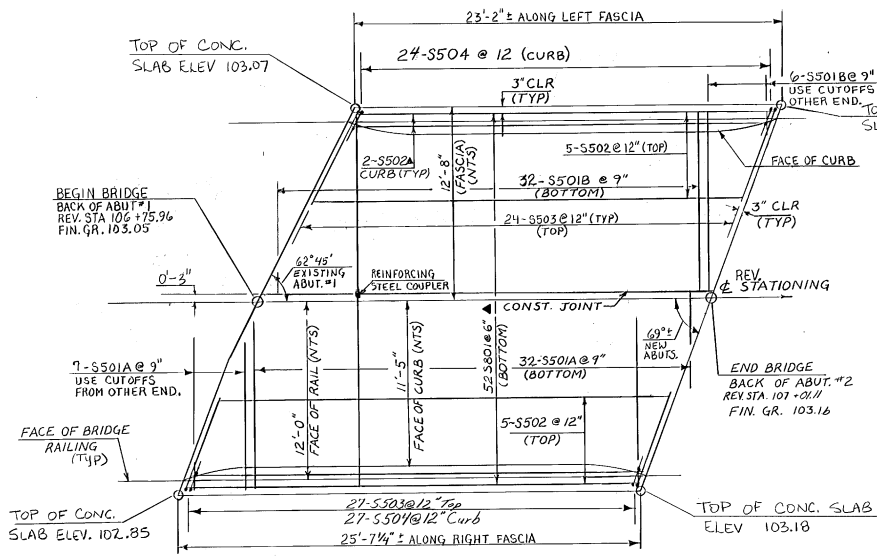 23'-2" ± ALONG LEFT FASCIA
TOP OF CONC.
SLAB ELEV 103.07
24-S504 @ 12 (CURB)
3" CLR
(TYP)
6-S501B@ 9"
USE CUTOFFS
OTHER END.
2-S502▲
CURB (TYP)
12'-8"
(FASCIA)
(NTS)
5-S502@12" (TOP)
FACE OF CURB
32-S501B @ 9"
(BOTTOM)
BEGIN BRIDGE
BACK OF ABUT #1
REV. STA 106 +75.96
FIN. GR. 103.05
24-S503 @ 12" (TYP)
(TOP)
3" CLR
(TYP)
62°45'
EXISTING
ABUT. #1
0'-3"
REINFORCING
STEEL COUPLER
REV.
℄ STATIONING
CONST. JOINT
69°±
NEW
ABUTS.
7-S501A @ 9"
USE CUTOFFS
FROM OTHER END.
12'-0"
FACE OF RAIL (NTS)
11'-5"
FACE OF CURB (NTS)
52-S801@6" ▲
(BOTTOM)
32-S501A@9"
(BOTTOM)
END BRIDGE
BACK OF ABUT. #2
REV. STA. 107 +01.11
FIN. GR. 103.16
5-S502 @ 12"
(TOP)
FACE OF BRIDGE
RAILING
(TYP)
TOP OF CONC.
SLAB ELEV. 102.85
27-S503@12" Top
27-S504@12" Curb
TOP OF CONC. SLAB
ELEV 103.18
25'-7¼" ± ALONG RIGHT FASCIA